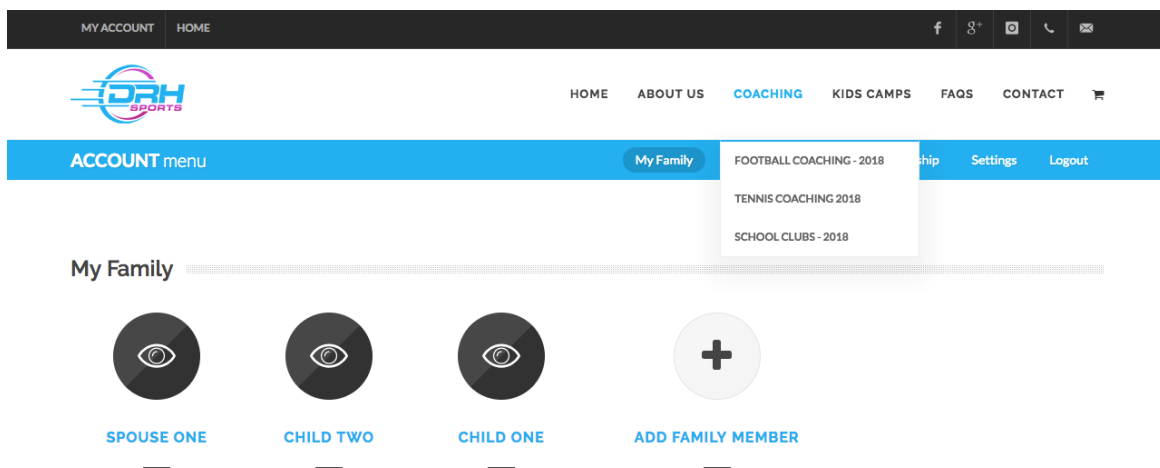 MY ACCOUNT HOME
DRH
SPORTS
HOME ABOUT US COACHING KIDS CAMPS FAQS CONTACT
ACCOUNT menu
My Family Settings Logout
FOOTBALL COACHING - 2018
TENNIS COACHING 2018
SCHOOL CLUBS - 2018
My Family
SPOUSE ONE CHILD TWO CHILD ONE ADD FAMILY MEMBER